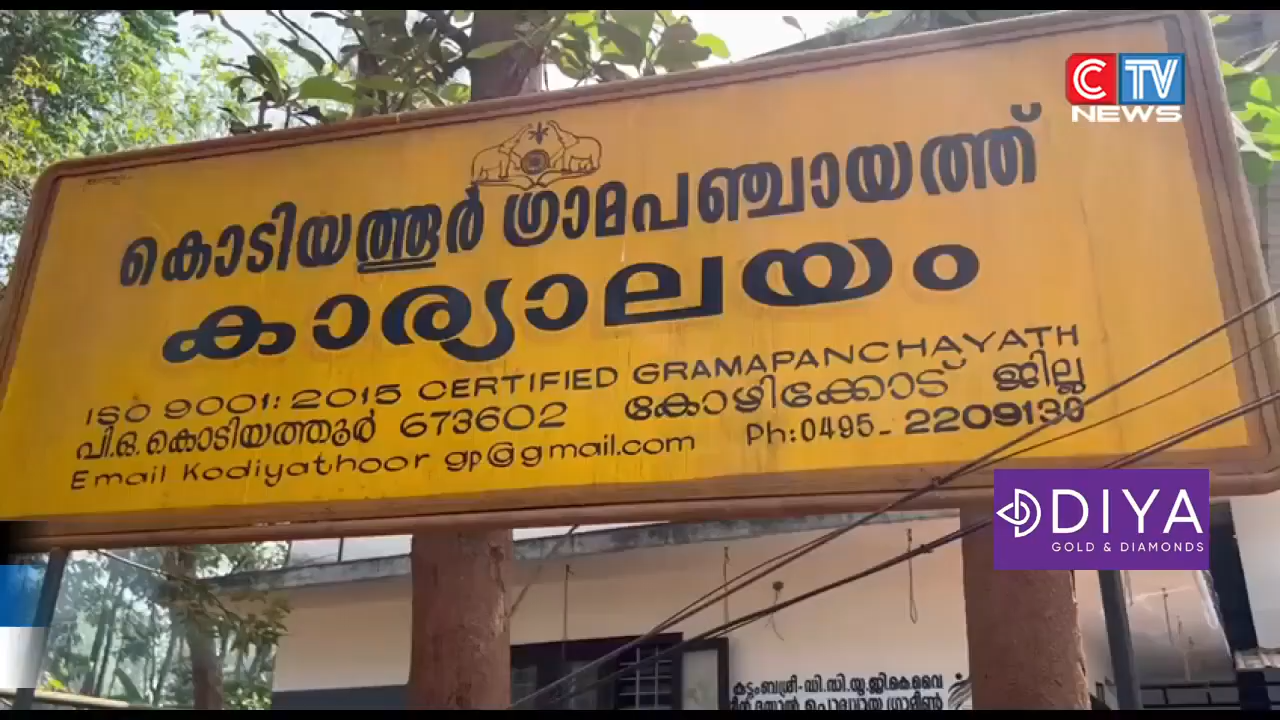 CTV
NEWS
കൊടിയത്തൂർ ഗ്രാമപഞ്ചായത്ത്
കാര്യാലയം
ISO 9001: 2015 CERTIFIED GRAMAPANCHAYATH
പി.ഒ. കൊടിയത്തൂർ 673602 കോഴിക്കോട് ജില്ല
Email Kodiyathoor gp@gmail.com Ph:0495- 2209130
DIYA
GOLD & DIAMONDS
കുടുംബശ്രീ-ഡി.ഡി.യു.ജി.കെ.വൈ
ഗ്രാമീൺ